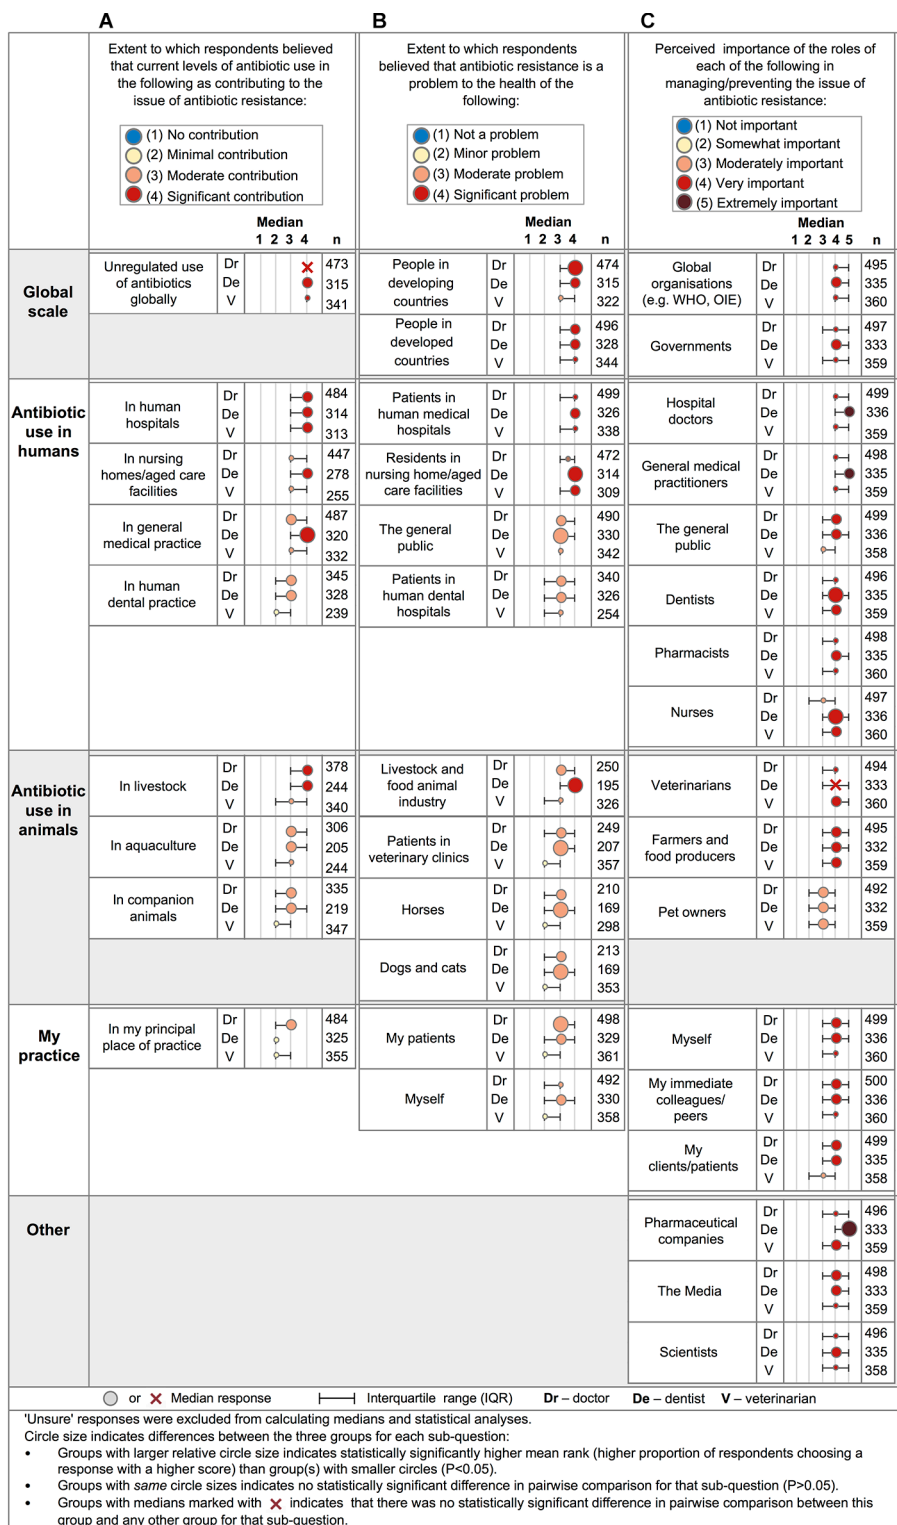 A
B
C
Extent to which respondents believed
that current levels of antibiotic use in
the following as contributing to the
issue of antibiotic resistance:
(1) No contribution
(2) Minimal contribution
(3) Moderate contribution
(4) Significant contribution
Median
1 2 3 4 n
Extent to which respondents
believed that antibiotic resistance is a
problem to the health of the
following:
(1) Not a problem
(2) Minor problem
(3) Moderate problem
(4) Significant problem
Median
1 2 3 4 n
Perceived importance of the roles of
each of the following in
managing/preventing the issue of
antibiotic resistance:
(1) Not important
(2) Somewhat important
(3) Moderately important
(4) Very important
(5) Extremely important
Median
1 2 3 4 5 n
Global
scale
Unregulated use
of antibiotics
globally
Dr 473
De 315
V 341
People in
developing
countries
Dr 474
De 315
V 322
People in
developed
countries
Dr 496
De 328
V 344
Global
organisations
(e.g. WHO, OIE)
Dr 495
De 335
V 360
Governments
Dr 497
De 333
V 359
Antibiotic
use in
humans
In human
hospitals
Dr 484
De 314
V 313
In nursing
homes/aged care
facilities
Dr 447
De 278
V 255
In general
medical practice
Dr 487
De 320
V 332
In human
dental practice
Dr 345
De 328
V 239
Patients in
human medical
hospitals
Dr 499
De 326
V 338
Residents in
nursing home/aged
care facilities
Dr 472
De 314
V 309
The general
public
Dr 490
De 330
V 342
Patients in
human dental
hospitals
Dr 340
De 326
V 254
Hospital
doctors
Dr 499
De 336
V 359
General medical
practitioners
Dr 498
De 335
V 359
The general
public
Dr 499
De 336
V 358
Dentists
Dr 496
De 335
V 359
Pharmacists
Dr 498
De 335
V 360
Nurses
Dr 497
De 336
V 360
Antibiotic
use in
animals
In livestock
Dr 378
De 244
V 340
In aquaculture
Dr 306
De 205
V 244
In companion
animals
Dr 335
De 219
V 347
Livestock and
food animal
industry
Dr 250
De 195
V 326
Patients in
veterinary clinics
Dr 249
De 207
V 357
Horses
Dr 210
De 169
V 298
Dogs and cats
Dr 213
De 169
V 353
Veterinarians
Dr 494
De 333
V 360
Farmers and
food producers
Dr 495
De 332
V 359
Pet owners
Dr 492
De 332
V 359
My
practice
In my principal
place of practice
Dr 484
De 325
V 355
My patients
Dr 498
De 329
V 361
Myself
Dr 492
De 330
V 358
Myself
Dr 499
De 336
V 360
My immediate
colleagues/
peers
Dr 500
De 336
V 360
My
clients/patients
Dr 499
De 335
V 358
Other
Pharmaceutical
companies
Dr 496
De 333
V 359
The Media
Dr 498
De 333
V 359
Scientists
Dr 496
De 335
V 358
or Median response Interquartile range (IQR) Dr – doctor De – dentist V – veterinarian
'Unsure' responses were excluded from calculating medians and statistical analyses.
Circle size indicates differences between the three groups for each sub-question:
• Groups with larger relative circle size indicates statistically significantly higher mean rank (higher proportion of respondents choosing a
response with a higher score) than group(s) with smaller circles (P<0.05).
• Groups with same circle sizes indicates no statistically significant difference in pairwise comparison for that sub-question (P>0.05).
• Groups with medians marked with × indicates that there was no statistically significant difference in pairwise comparison between this
group and any other group for that sub-question.